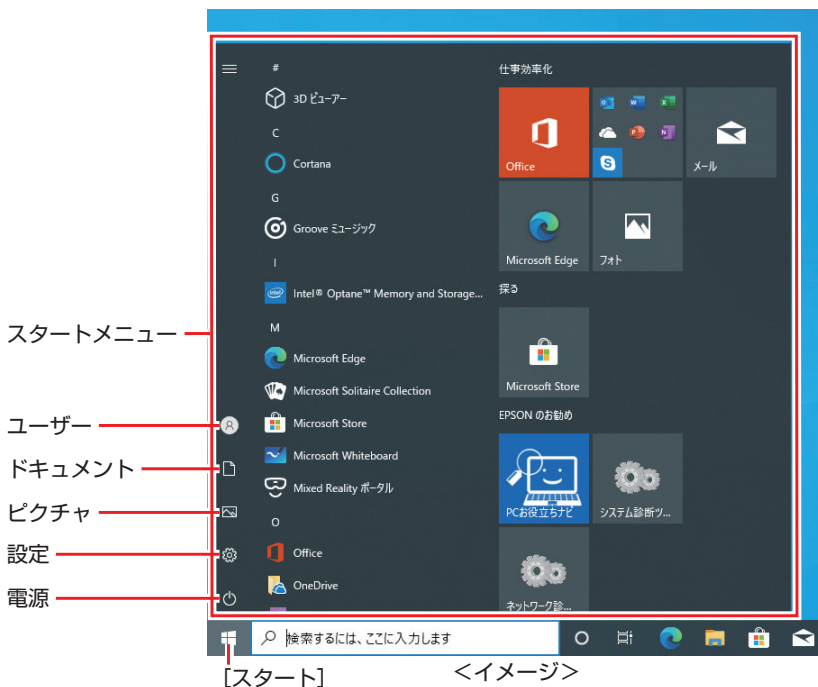 スタートメニュー
ユーザー
ドキュメント
ピクチャ
設定
電源
#
3D ビューアー
C
Cortana
G
Groove ミュージック
I
Intel® Optane™ Memory and Storage...
M
Microsoft Edge
Microsoft Solitaire Collection
Microsoft Store
Microsoft Whiteboard
Mixed Reality ポータル
O
Office
OneDrive
仕事効率化
Office
メール
Microsoft Edge
フォト
探る
Microsoft Store
EPSON のお勧め
PCお役立ちナビ
システム診断ツ...
ネットワーク診...
検索するには、ここに入力します
[スタート]
＜イメージ＞